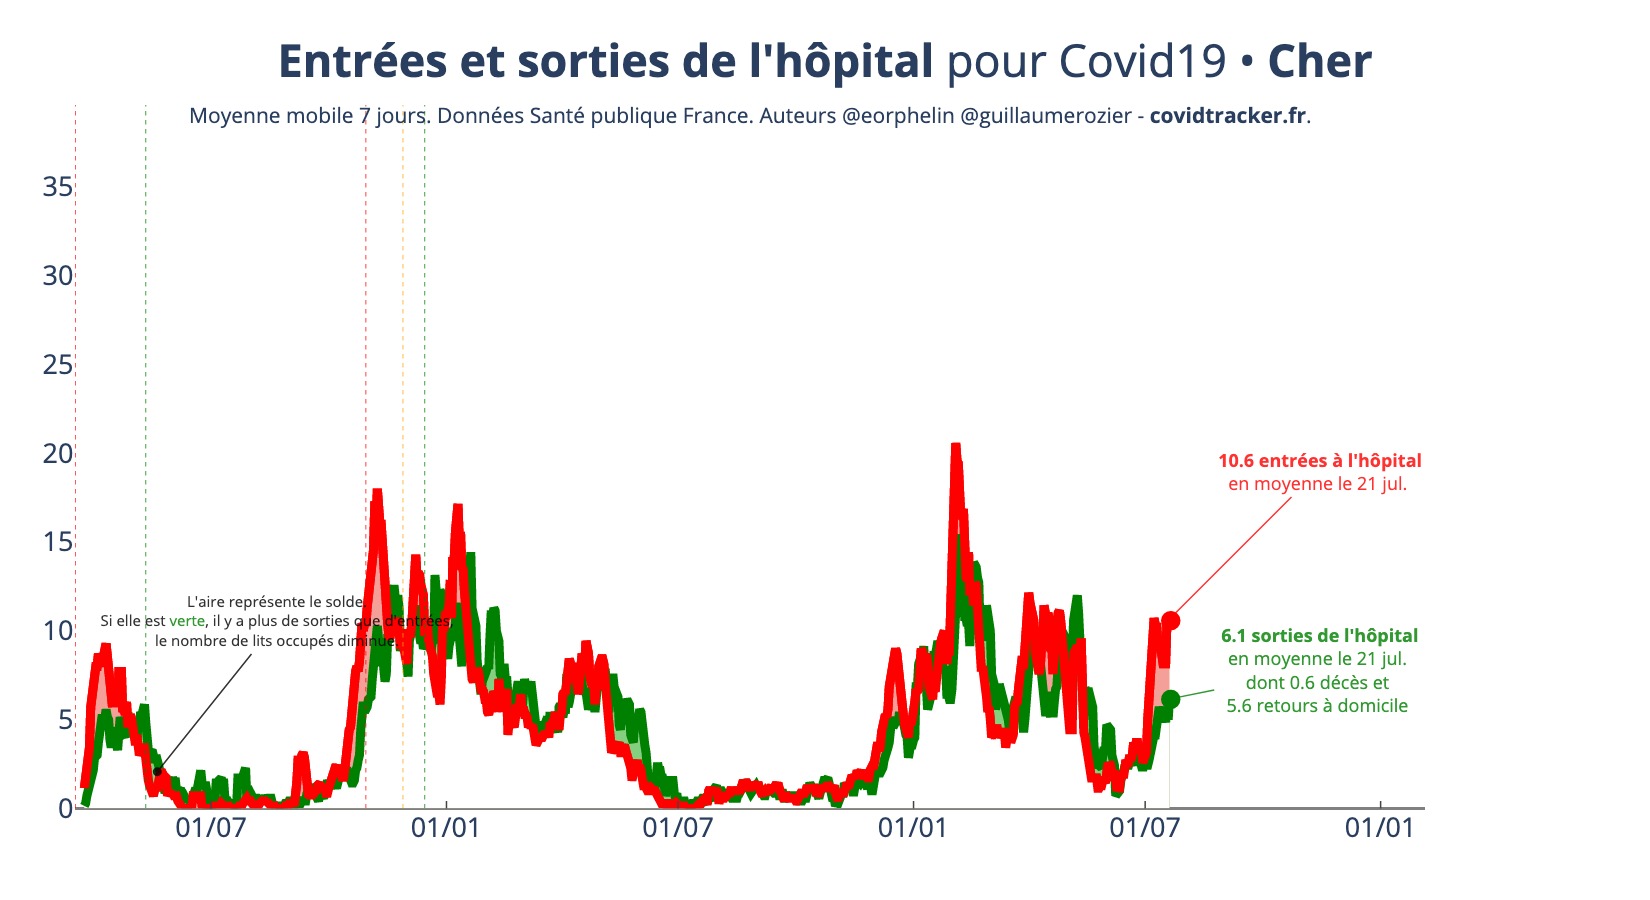 Entrées et sorties de l'hôpital pour Covid19 • Cher
Moyenne mobile 7 jours. Données Santé publique France. Auteurs @eorphelin @guillaumerozier - covidtracker.fr.
35
30
25
20
15
10
5
0
L'aire représente le solde.
Si elle est verte, il y a plus de sorties que d'entrées,
le nombre de lits occupés diminue.
10.6 entrées à l'hôpital
en moyenne le 21 jul.
6.1 sorties de l'hôpital
en moyenne le 21 jul.
dont 0.6 décès et
5.6 retours à domicile
01/07
01/01
01/07
01/01
01/07
01/01